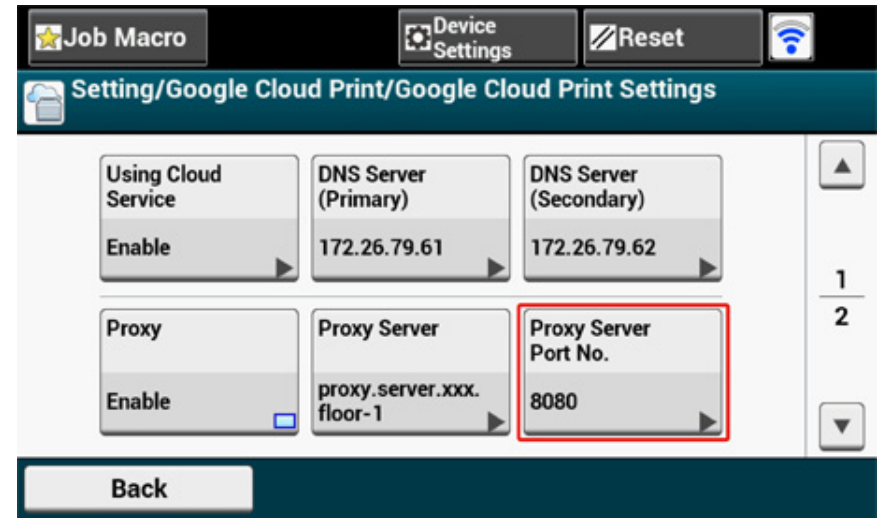 Job Macro
Device
Settings
Reset
Setting/Google Cloud Print/Google Cloud Print Settings
Using Cloud
Service
Enable
DNS Server
(Primary)
172.26.79.61
DNS Server
(Secondary)
172.26.79.62
1
2
Proxy
Enable
Proxy Server
proxy.server.xxx.
floor-1
Proxy Server
Port No.
8080
Back